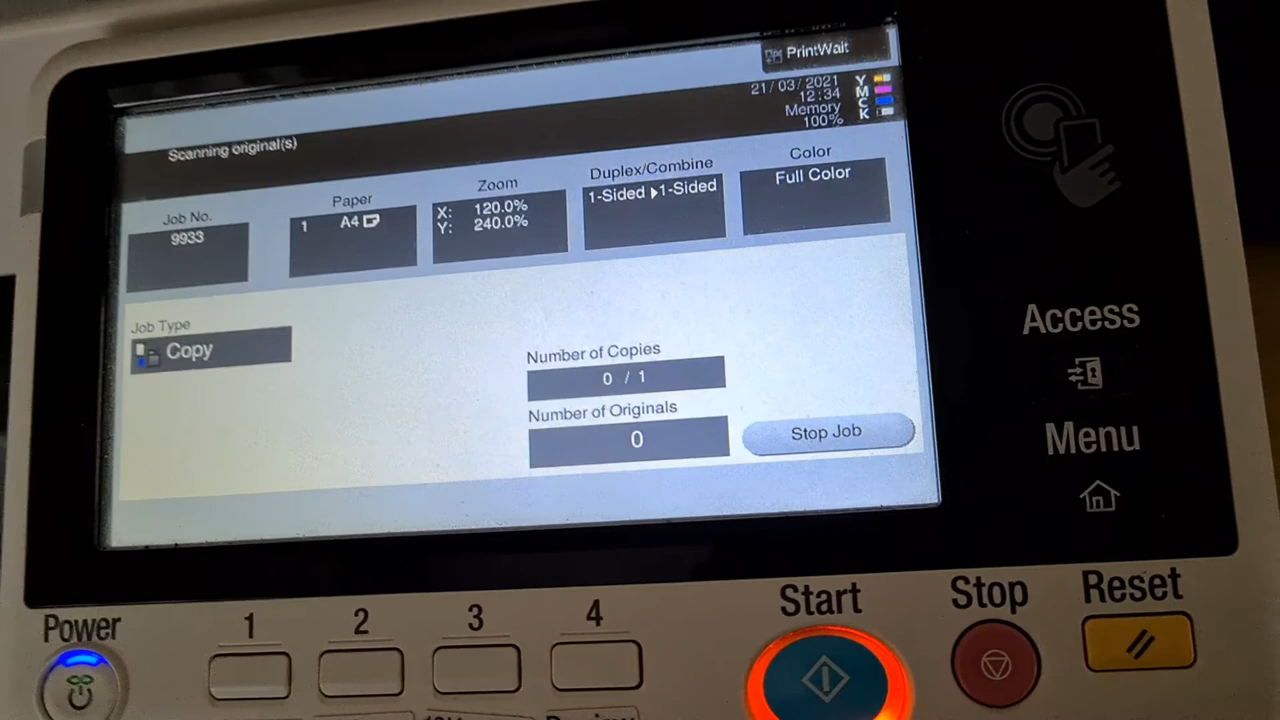 PrintWait
21/03/2021
12:34
Memory
100%
Y
M
C
K
Scanning original(s)
Job No.
9933
Paper
1 A4
Zoom
X: 120.0%
Y: 240.0%
Duplex/Combine
1-Sided ▶1-Sided
Color
Full Color
Job Type
Copy
Number of Copies
0 / 1
Number of Originals
0
Stop Job
Access
Menu
Power
1
2
3
4
Start
Stop
Reset